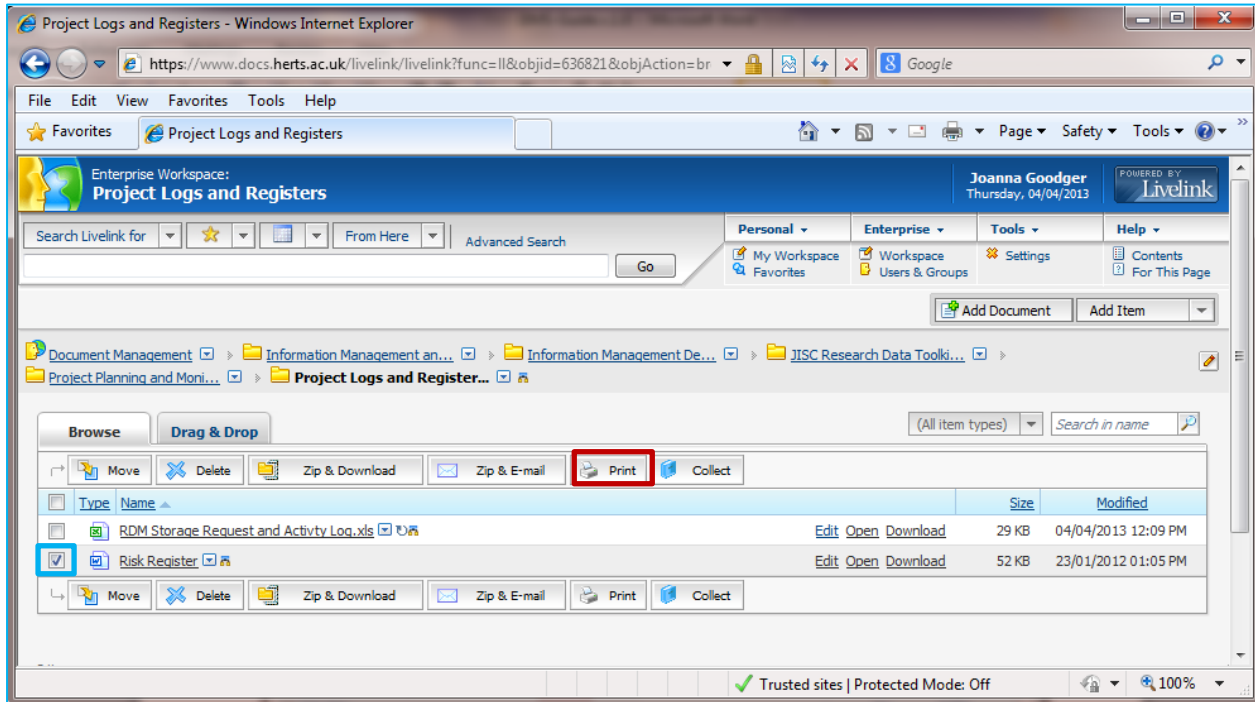 Project Logs and Registers - Windows Internet Explorer
https://www.docs.herts.ac.uk/livelink/livelink?func=ll&objid=636821&objAction=br
Google
File Edit View Favorites Tools Help
Favorites Project Logs and Registers Page Safety Tools
Enterprise Workspace:
Project Logs and Registers
Joanna Goodger
Thursday, 04/04/2013
POWERED BY
Livelink
Search Livelink for From Here Advanced Search
Go
Personal Enterprise Tools Help
My Workspace Workspace Settings Contents
Favorites Users & Groups For This Page
Add Document Add Item
Document Management Information Management an... Information Management De... JISC Research Data Toolki...
Project Planning and Moni... Project Logs and Register...
Browse Drag & Drop (All item types) Search in name
Move Delete Zip & Download Zip & E-mail Print Collect
Type Name Size Modified
RDM Storage Request and Activty Log.xls Edit Open Download 29 KB 04/04/2013 12:09 PM
Risk Register Edit Open Download 52 KB 23/01/2012 01:05 PM
Move Delete Zip & Download Zip & E-mail Print Collect
Trusted sites | Protected Mode: Off 100%